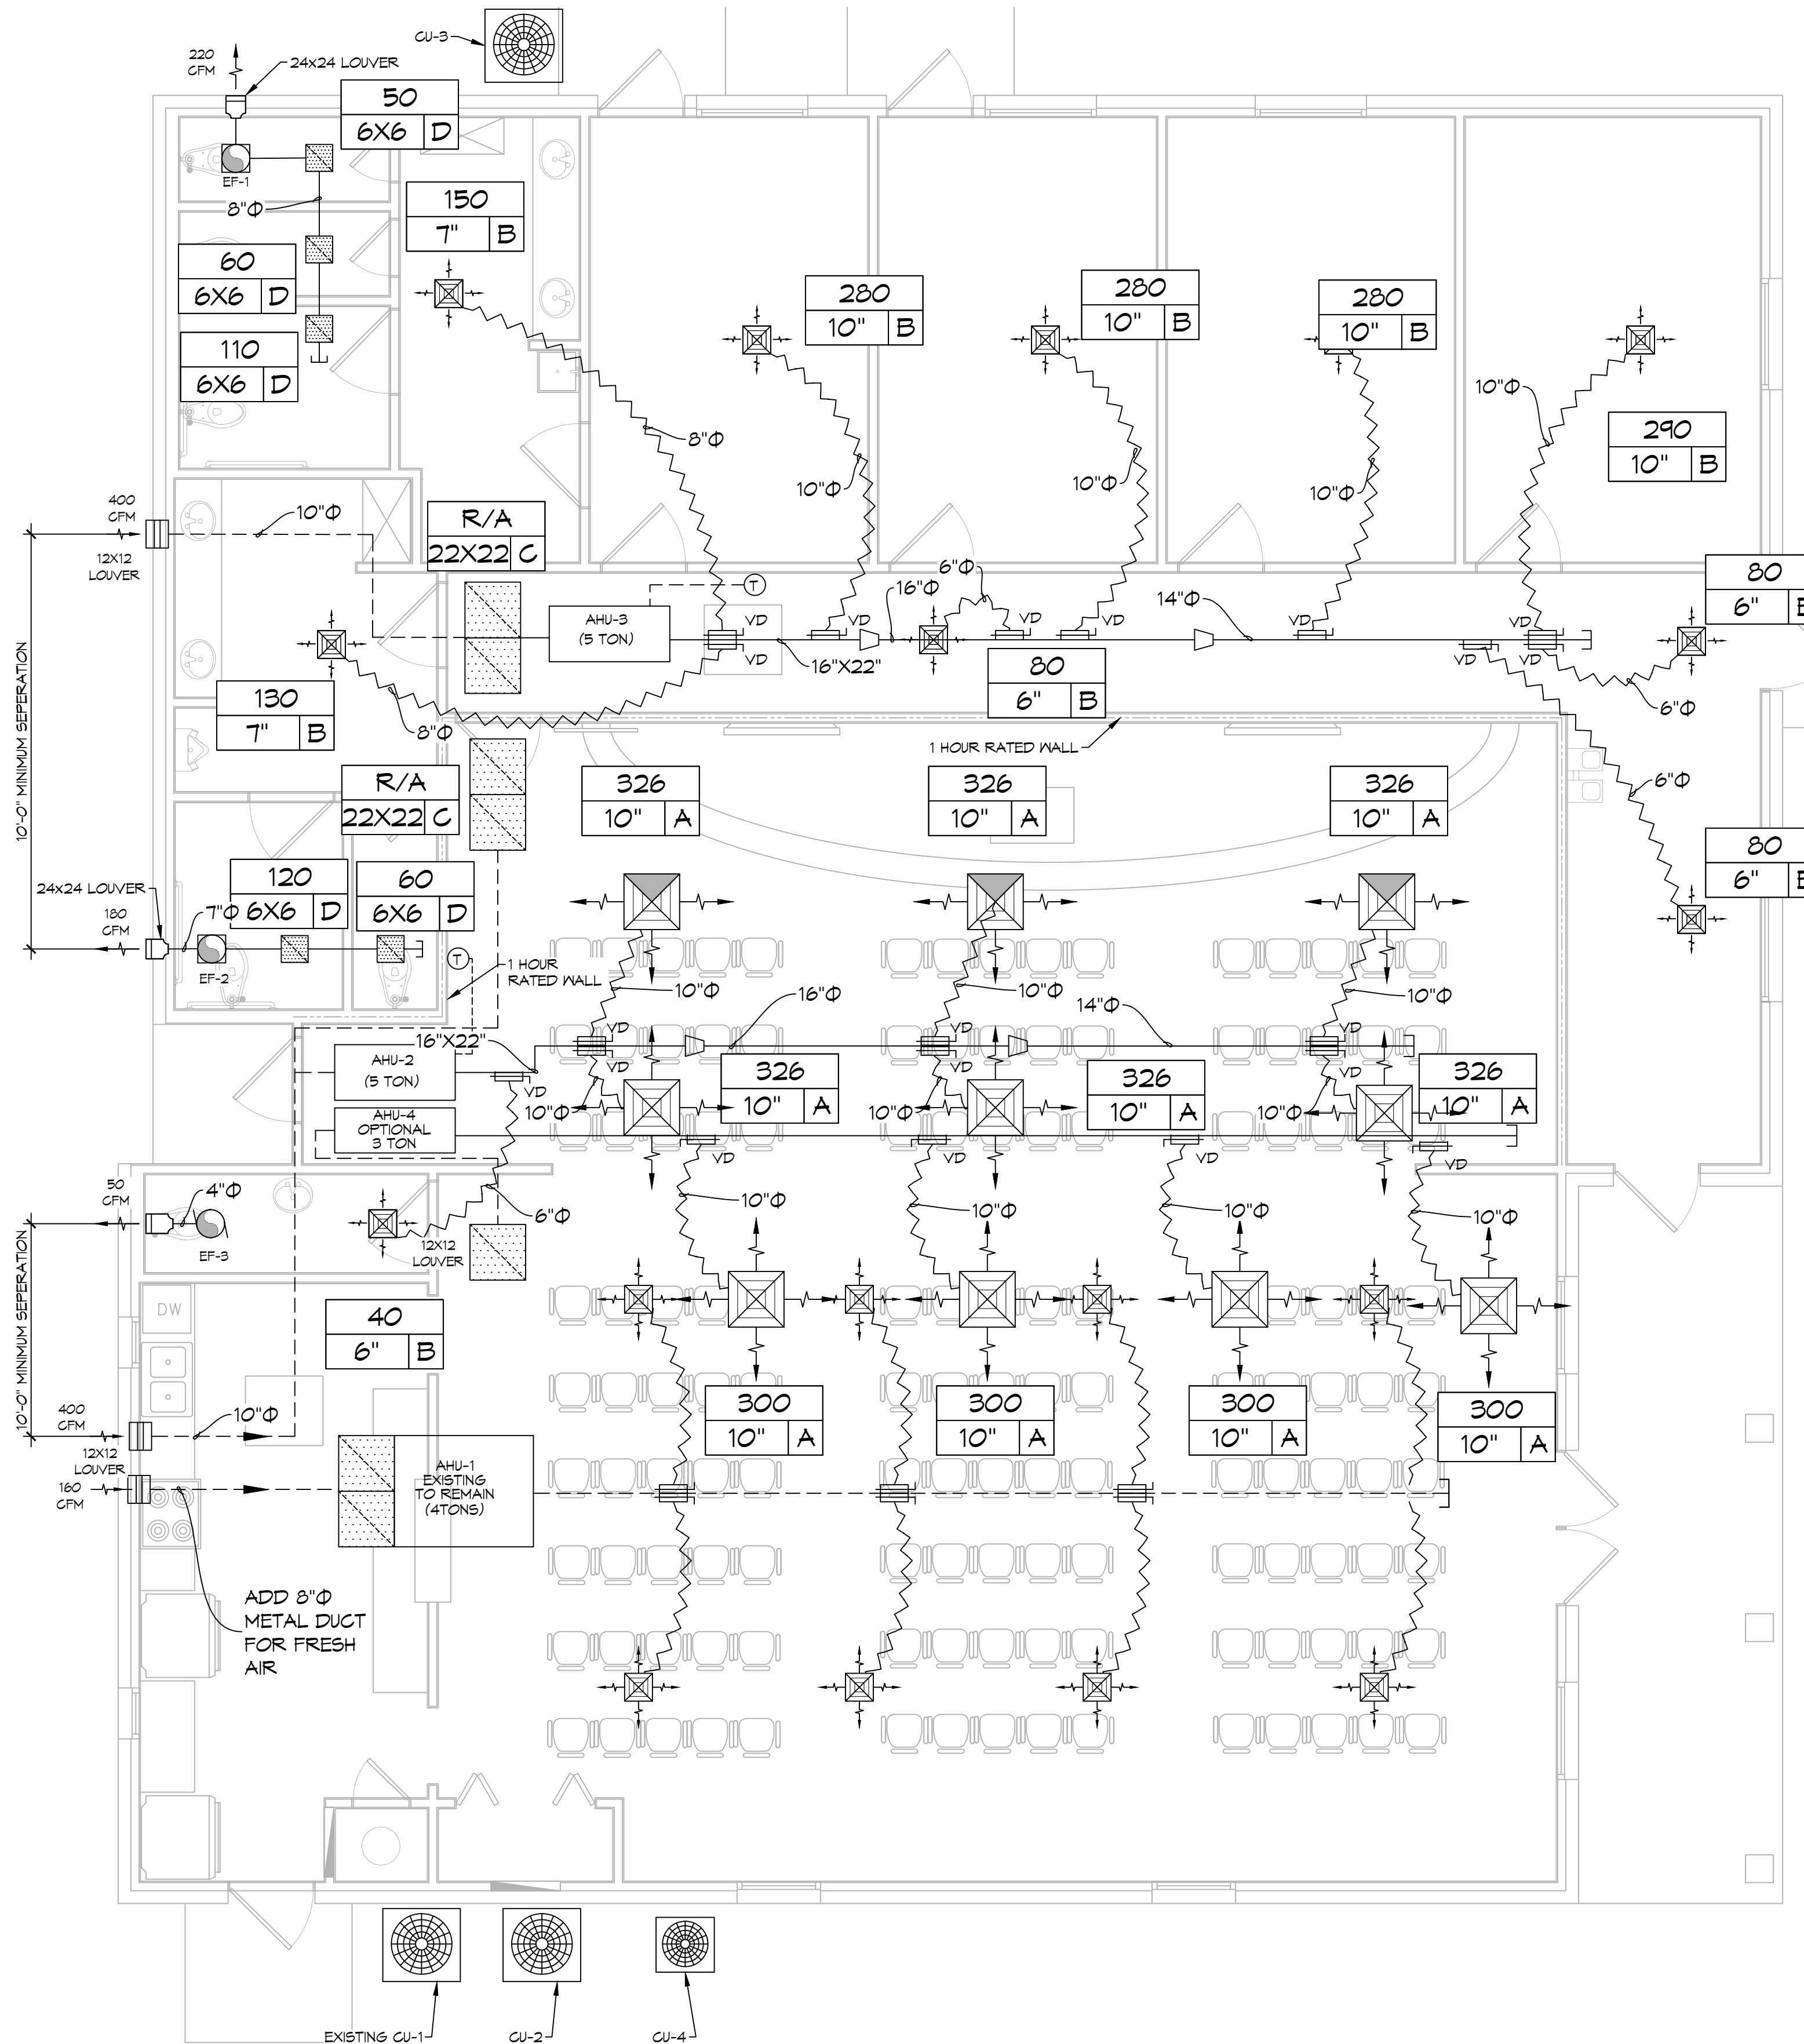 CU-3
220
CFM
24x24 LOUVER
50
6X6 D
EF-1
8"Φ
150
7" B
60
6X6 D
280
10" B
280
10" B
280
10" B
110
6X6 D
10"Φ
290
10" B
8"Φ
10"Φ
10"Φ
10"Φ
400
CFM
10"Φ
12X12
LOUVER
R/A
22X22 C
T
6"Φ
16"Φ
14"Φ
80
6"
AHU-3
(5 TON)
VD
VD
VD
VD
VD
VD
VD
VD
16"X22"
80
6" B
6"Φ
10'-0" MINIMUM SEPERATION
130
7" B
8"Φ
1 HOUR RATED WALL
R/A
22X22 C
326
10" A
326
10" A
326
10" A
6"Φ
80
6"
24x24 LOUVER
180
CFM
7"Φ
120
6X6 D
60
6X6 D
EF-2
T
1 HOUR
RATED WALL
10"Φ
10"Φ
10"Φ
16"Φ
14"Φ
16"X22"
VD
VD
VD
VD
VD
VD
AHU-2
(5 TON)
VD
326
10" A
326
10" A
326
10" A
10"Φ
10"Φ
10"Φ
AHU-4
OPTIONAL
3 TON
VD
VD
VD
VD
50
CFM
4"Φ
EF-3
6"Φ
12X12
LOUVER
10"Φ
10"Φ
10"Φ
10"Φ
10'-0" MINIMUM SEPERATION
DW
40
6" B
300
10" A
300
10" A
300
10" A
300
10" A
400
CFM
10"Φ
12X12
LOUVER
160
CFM
AHU-1
EXISTING
TO REMAIN
(4TONS)
ADD 8"Φ
METAL DUCT
FOR FRESH
AIR
EXISTING CU-1
CU-2
CU-4